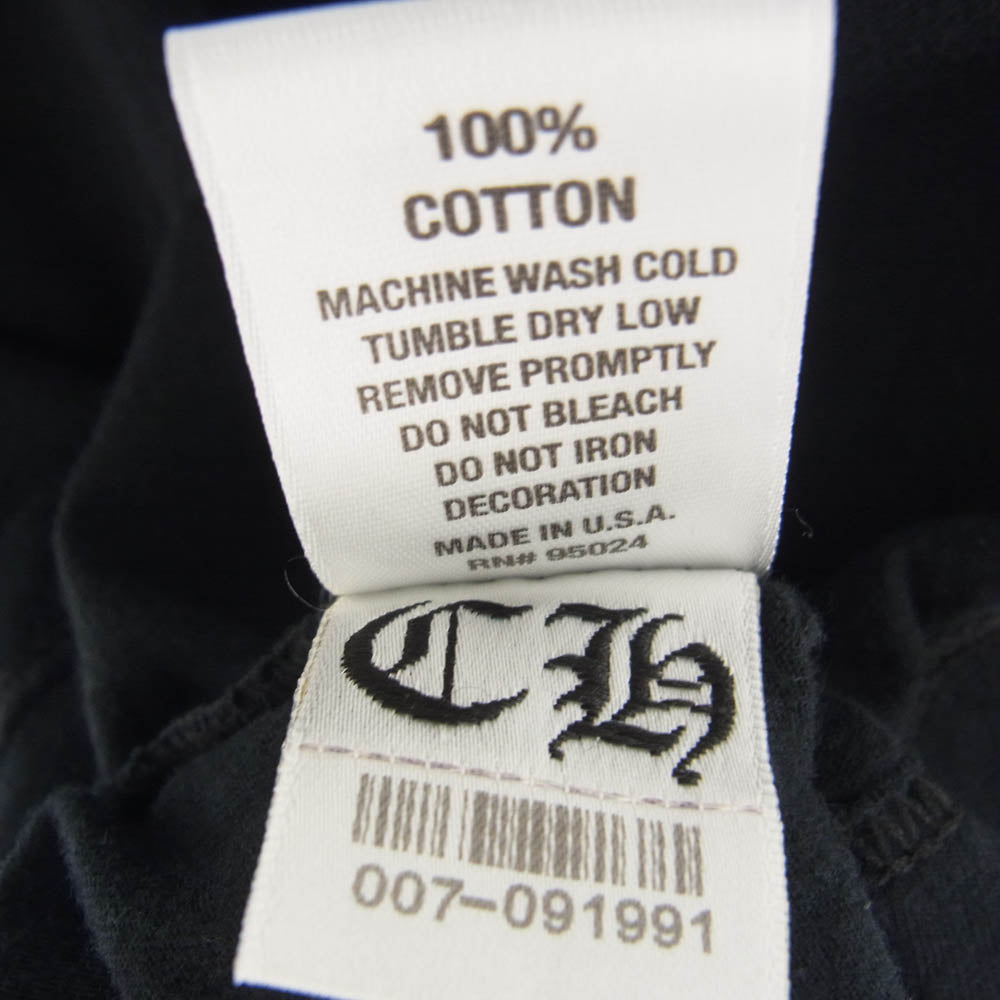 100%
COTTON
MACHINE WASH COLD
TUMBLE DRY LOW
REMOVE PROMPTLY
DO NOT BLEACH
DO NOT IRON
DECORATION
MADE IN U.S.A.
RN# 95024
CH
007-091991